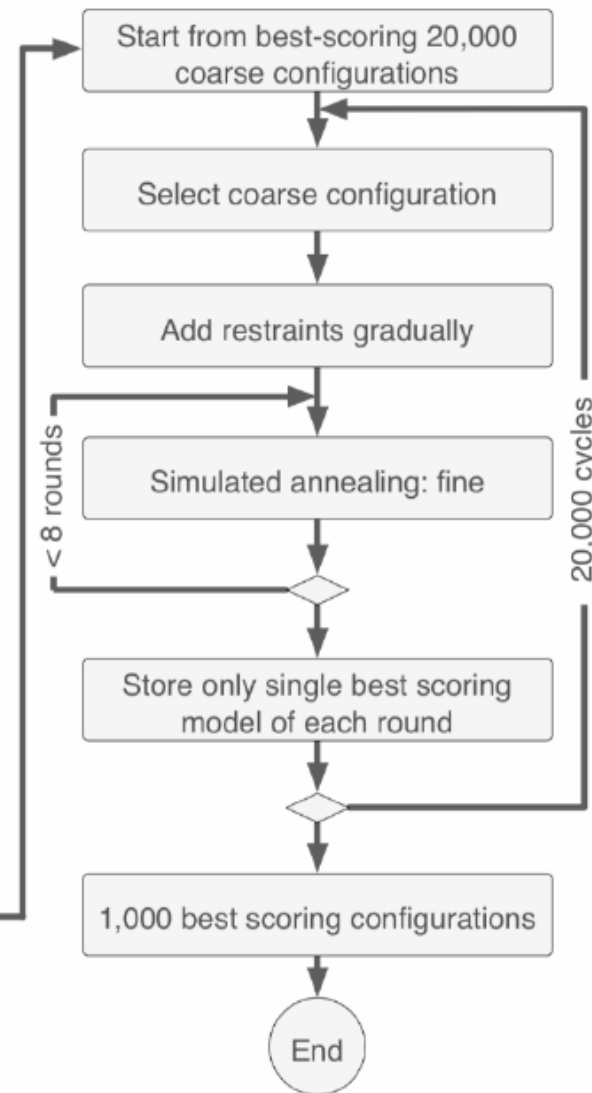 Start from best-scoring 20,000
coarse configurations
Select coarse configuration
Add restraints gradually
< 8 rounds
Simulated annealing: fine
20,000 cycles
Store only single best scoring
model of each round
1,000 best scoring configurations
End